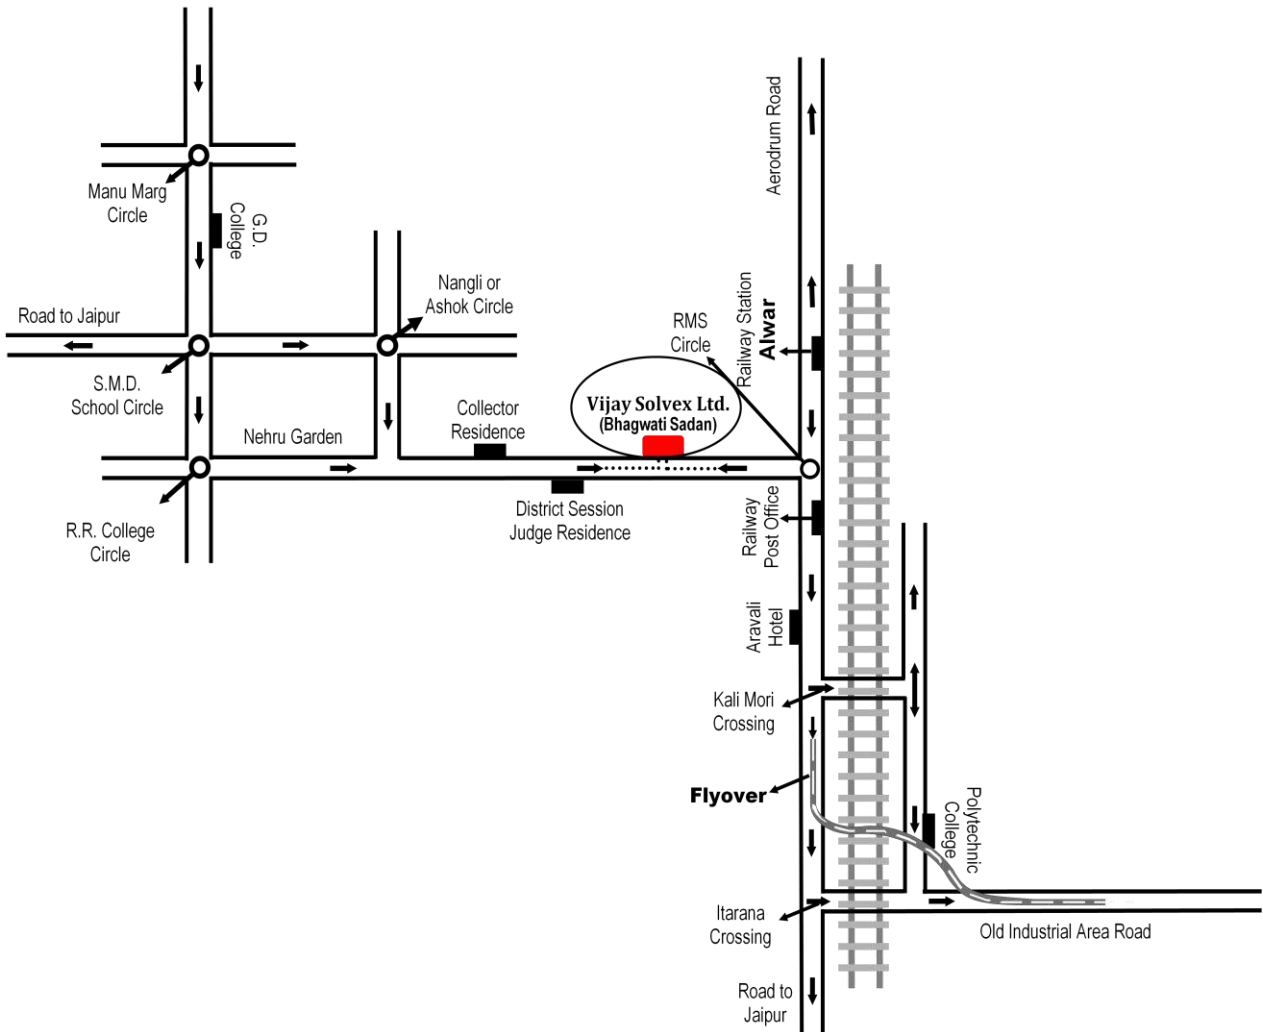 Aerodrum Road
Manu Marg
Circle
G.D.
College
Nangli or
Ashok Circle
Road to Jaipur
RMS
Circle
Railway Station
Alwar
S.M.D.
School Circle
Vijay Solvex Ltd.
(Bhagwati Sadan)
Collector
Residence
Nehru Garden
District Session
Judge Residence
R.R. College
Circle
Railway
Post Office
Aravali
Hotel
Kali Mori
Crossing
Flyover
Polytechnic
College
Itarana
Crossing
Old Industrial Area Road
Road to
Jaipur